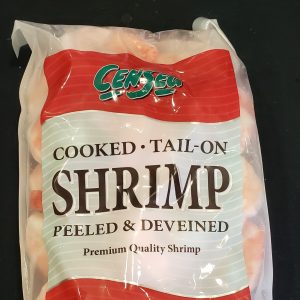 CenSea
COOKED · TAIL-ON
SHRIMP
PEELED & DEVEINED
Premium Quality Shrimp